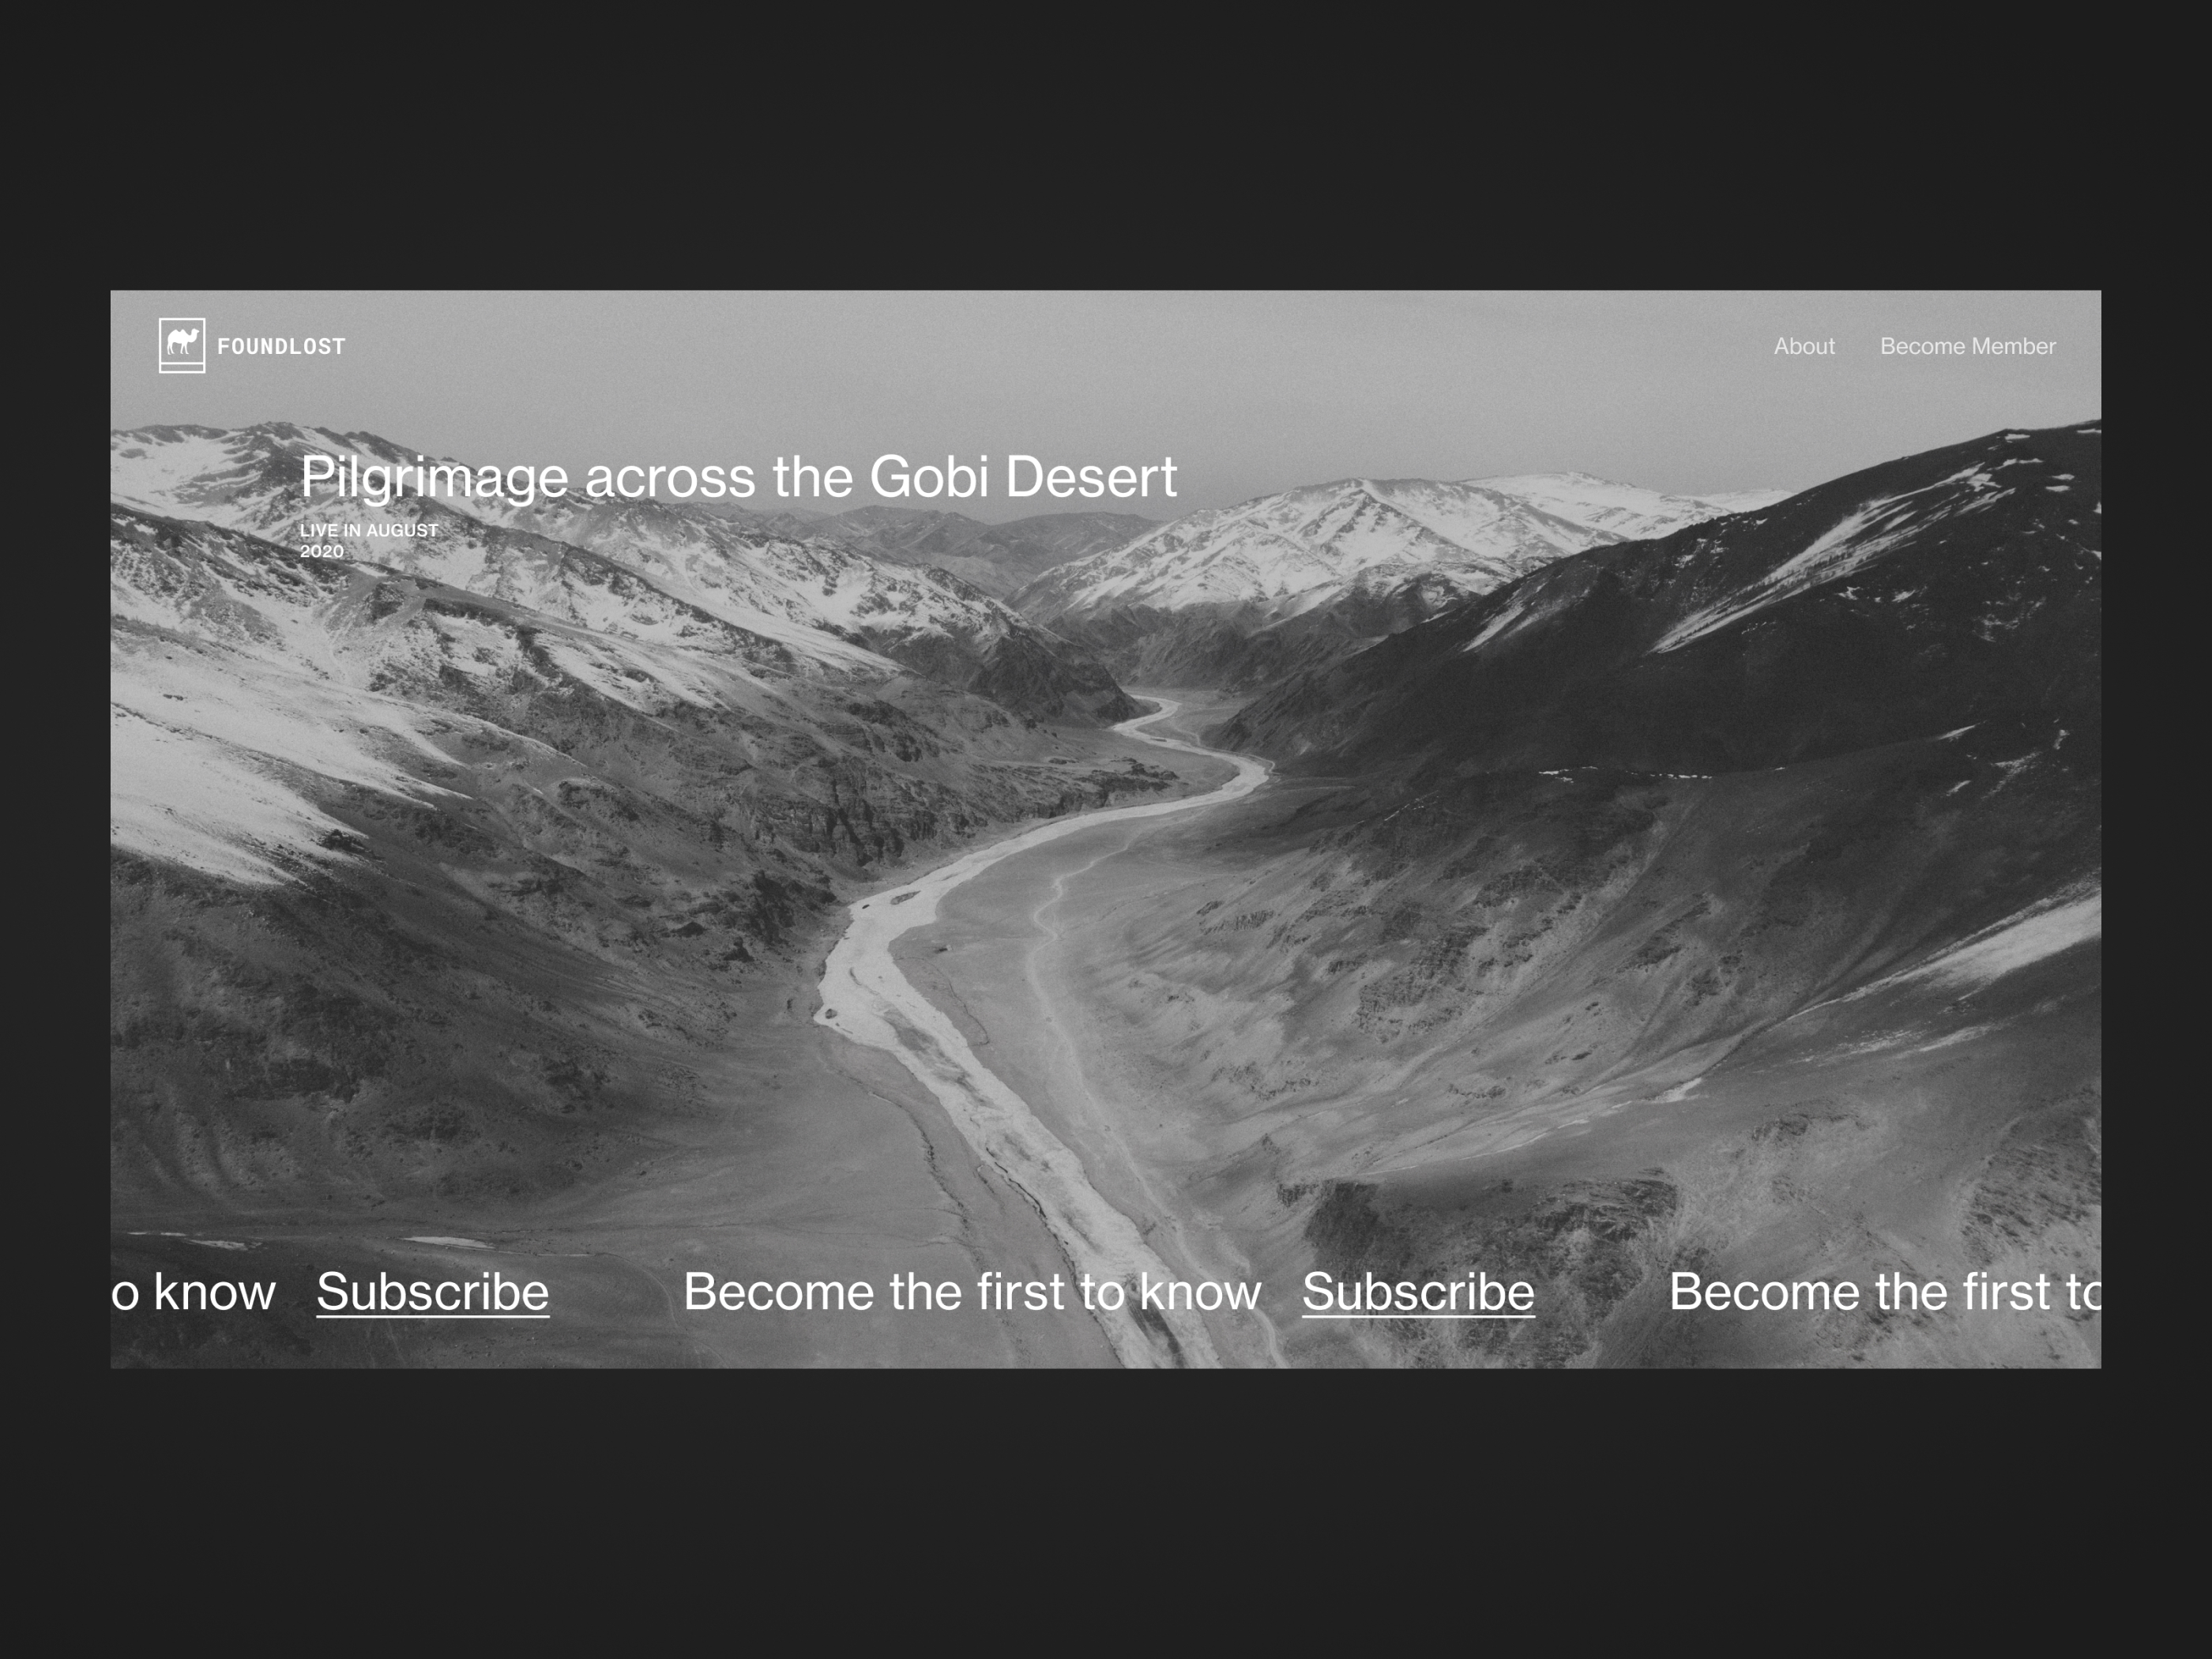 FOUNDLOST
About
Become Member
Pilgrimage across the Gobi Desert
LIVE IN AUGUST
2020
o know Subscribe Become the first to know Subscribe Become the first to